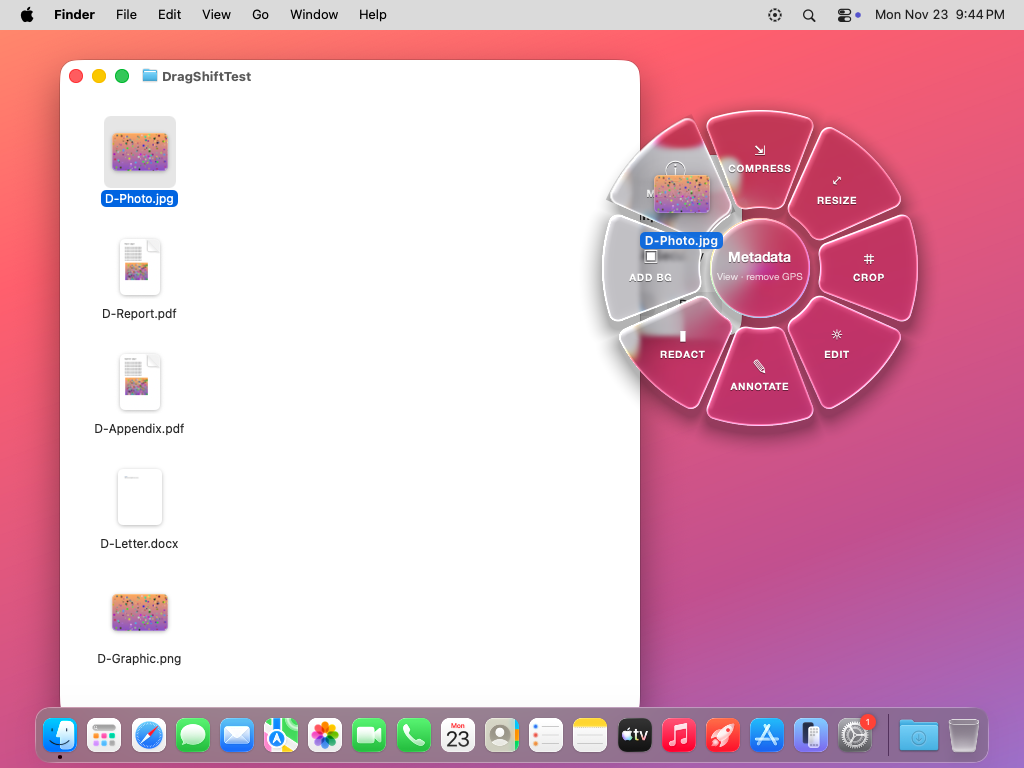 Finder File Edit View Go Window Help Mon Nov 23 9:44 PM
DragShiftTest
D-Photo.jpg
D-Report.pdf
D-Appendix.pdf
D-Letter.docx
D-Graphic.png
COMPRESS
RESIZE
D-Photo.jpg
Metadata
View · remove GPS
ADD BG
CROP
REDACT
EDIT
ANNOTATE
Mon
23
tv
1